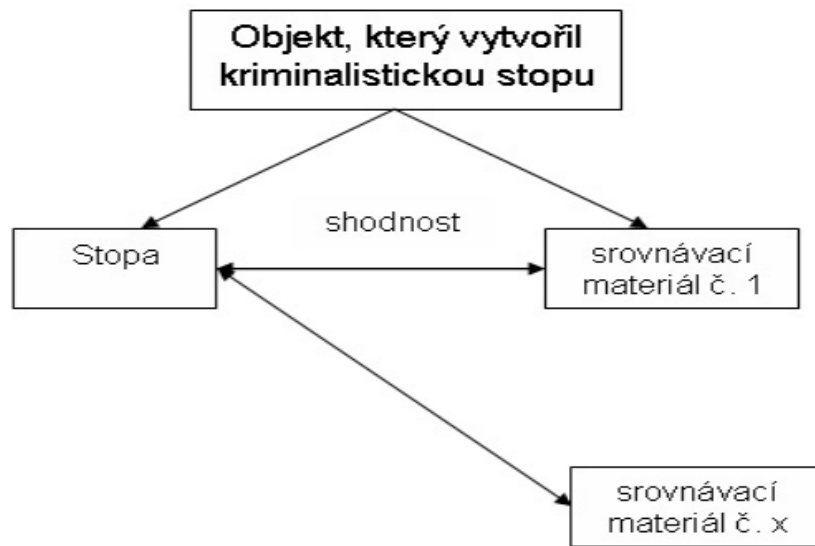 Objekt, který vytvořil
kriminalistickou stopu
shodnost
Stopa
srovnávací
materiál č. 1
srovnávací
materiál č. x